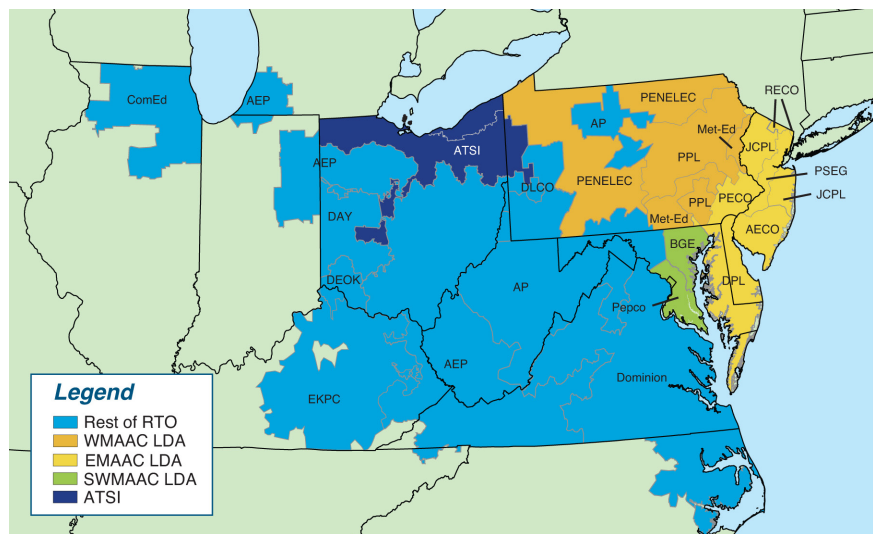 RECO
ComEd
AEP
PENELEC
AP
Met-Ed
JCPL
ATSI
PPL
AEP
PSEG
DLCO
PENELEC
JCPL
PPL
PECO
DAY
Met-Ed
AECO
BGE
DEOK
DPL
AP
Pepco
AEP
Dominion
EKPC
Legend
Rest of RTO
WMAAC LDA
EMAAC LDA
SWMAAC LDA
ATSI